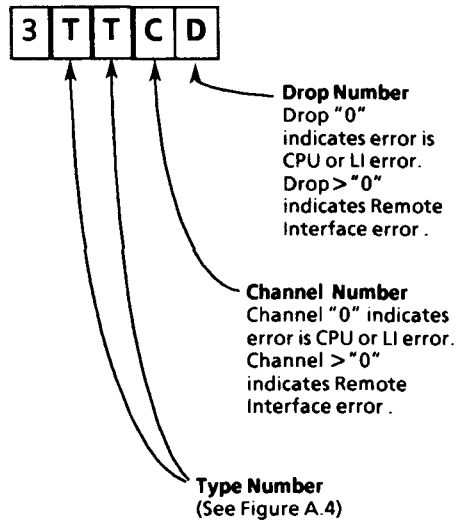 3 T T C D
Drop Number
Drop "0"
indicates error is
CPU or LI error.
Drop > "0"
indicates Remote
Interface error .
Channel Number
Channel "0" indicates
error is CPU or LI error.
Channel > "0"
indicates Remote
Interface error .
Type Number
(See Figure A.4)